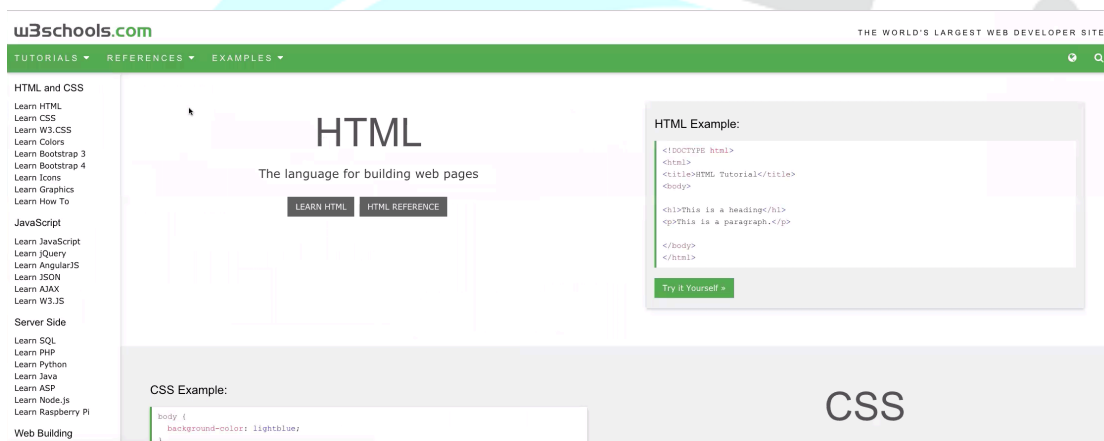 w3schools.com
THE WORLD'S LARGEST WEB DEVELOPER SITE
TUTORIALS REFERENCES EXAMPLES
HTML and CSS
Learn HTML
Learn CSS
Learn W3.CSS
Learn Colors
Learn Bootstrap 3
Learn Bootstrap 4
Learn Icons
Learn Graphics
Learn How To
JavaScript
Learn JavaScript
Learn jQuery
Learn AngularJS
Learn JSON
Learn AJAX
Learn W3.JS
Server Side
Learn SQL
Learn PHP
Learn Python
Learn Java
Learn ASP
Learn Node.js
Learn Raspberry Pi
Web Building
HTML
The language for building web pages
LEARN HTML HTML REFERENCE
HTML Example:
<!DOCTYPE html>
<html>
<title>HTML Tutorial</title>
<body>
<h1>This is a heading</h1>
<p>This is a paragraph.</p>
</body>
</html>
Try it Yourself »
CSS Example:
body {
background-color: lightblue;
}
CSS